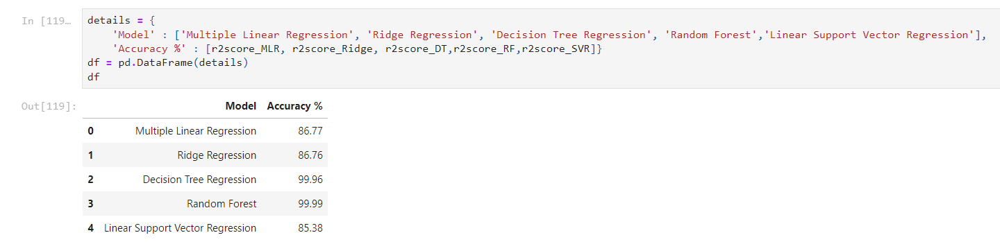 In [119…
details = {
    'Model' : ['Multiple Linear Regression', 'Ridge Regression', 'Decision Tree Regression', 'Random Forest','Linear Support Vector Regression'],
    'Accuracy %' : [r2score_MLR, r2score_Ridge, r2score_DT,r2score_RF,r2score_SVR]}
df = pd.DataFrame(details)
df
Out[119]:
Model Accuracy %
0 Multiple Linear Regression 86.77
1 Ridge Regression 86.76
2 Decision Tree Regression 99.96
3 Random Forest 99.99
4 Linear Support Vector Regression 85.38